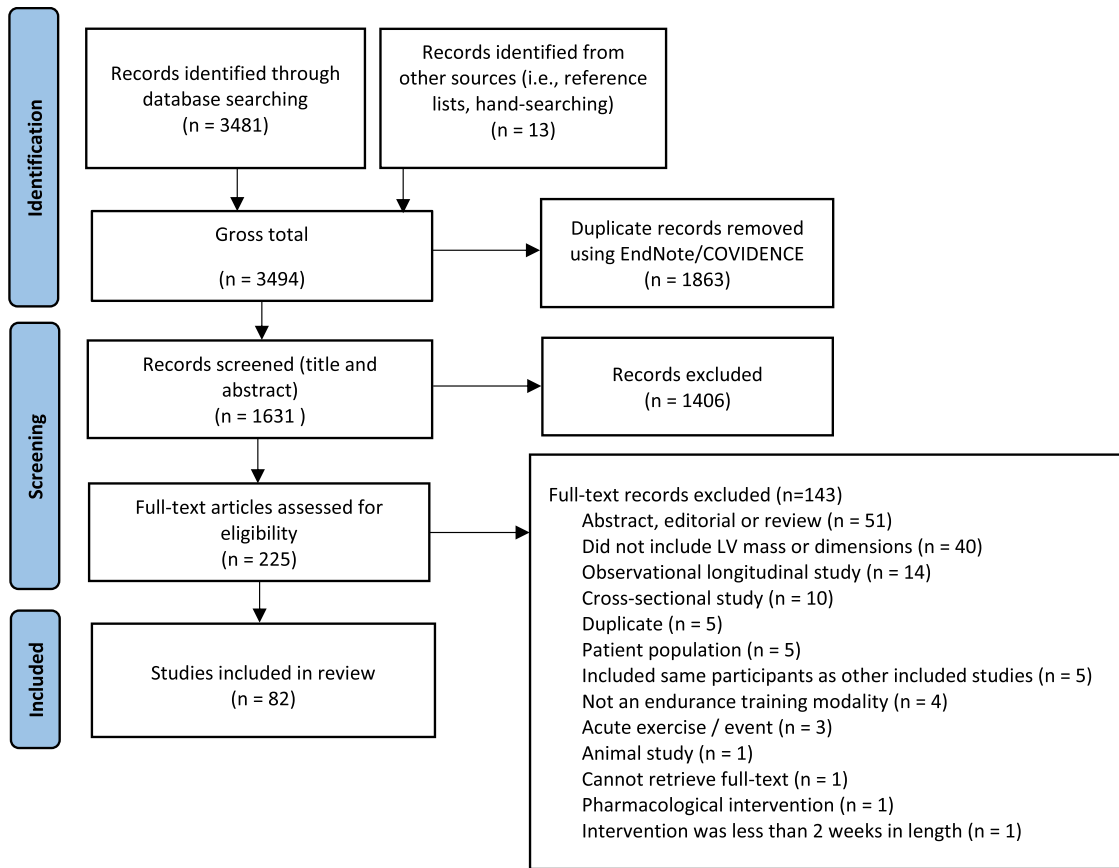 Identification
Records identified through
database searching
(n = 3481)
Records identified from
other sources (i.e., reference
lists, hand-searching)
(n = 13)
Gross total
(n = 3494)
Duplicate records removed
using EndNote/COVIDENCE
(n = 1863)
Screening
Records screened (title and
abstract)
(n = 1631 )
Records excluded
(n = 1406)
Full-text articles assessed for
eligibility
(n = 225)
Full-text records excluded (n=143)
Abstract, editorial or review (n = 51)
Did not include LV mass or dimensions (n = 40)
Observational longitudinal study (n = 14)
Cross-sectional study (n = 10)
Duplicate (n = 5)
Patient population (n = 5)
Included same participants as other included studies (n = 5)
Not an endurance training modality (n = 4)
Acute exercise / event (n = 3)
Animal study (n = 1)
Cannot retrieve full-text (n = 1)
Pharmacological intervention (n = 1)
Intervention was less than 2 weeks in length (n = 1)
Included
Studies included in review
(n = 82)